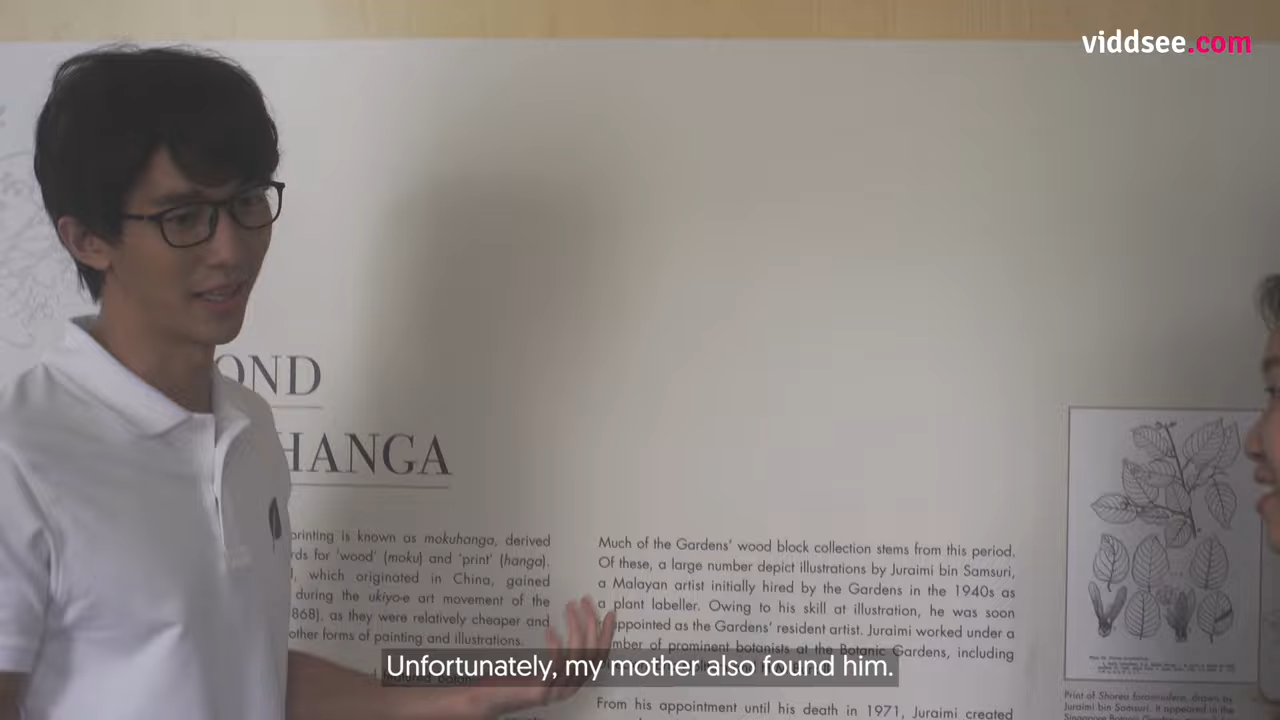 viddsee.com
OND
HANGA
printing is known as mokuhanga, derived
rds for 'wood' (moku) and 'print' (hanga).
, which originated in China, gained
during the ukiyo-e art movement of the
868), as they were relatively cheaper and
other forms of painting and illustrations.
Much of the Gardens' wood block collection stems from this period.
Of these, a large number depict illustrations by Juraimi bin Samsuri,
a Malayan artist initially hired by the Gardens in the 1940s as
a plant labeller. Owing to his skill at illustration, he was soon
appointed as the Gardens' resident artist. Juraimi worked under a
number of prominent botanists at the Botanic Gardens, including
From his appointment until his death in 1971, Juraimi created
Print of Shorea foraminifera, drawn by
Juraimi bin Samsuri. It appeared in the
Unfortunately, my mother also found him.